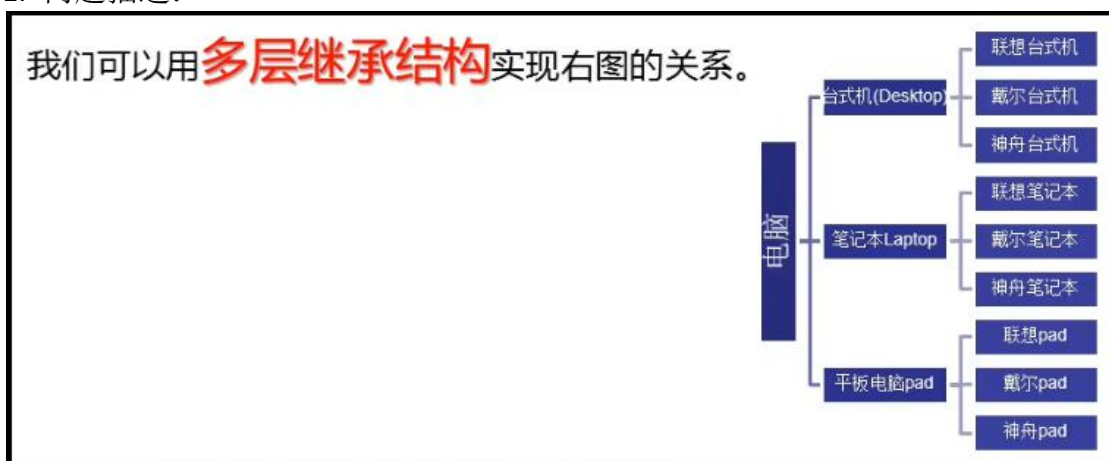 我们可以用多层继承结构实现右图的关系。
电脑
台式机(Desktop)
联想台式机
戴尔台式机
神舟台式机
笔记本Laptop
联想笔记本
戴尔笔记本
神舟笔记本
平板电脑pad
联想pad
戴尔pad
神舟pad